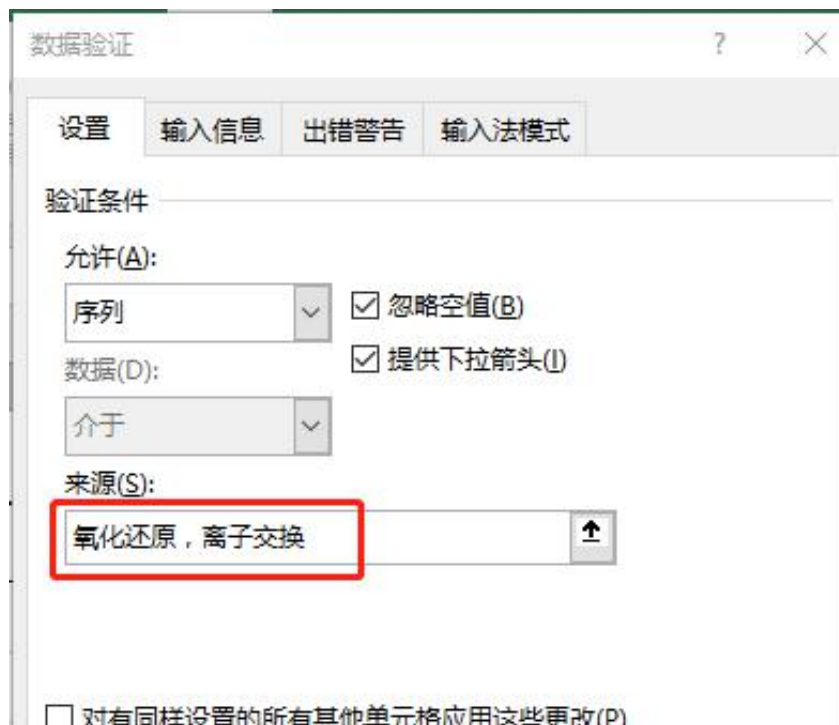 数据验证 ?
设置 输入信息 出错警告 输入法模式
验证条件
允许(A):
序列 忽略空值(B)
数据(D): 提供下拉箭头(I)
介于
来源(S):
氧化还原，离子交换
对有同样设置的所有其他单元格应用这些更改(P)